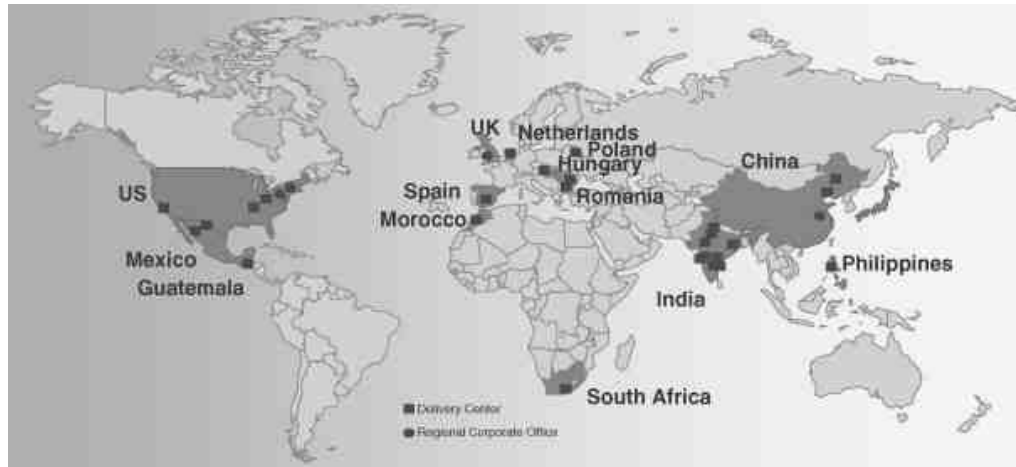 UK
Netherlands
Poland
Hungary
China
US
Spain
Romania
Morocco
Mexico
Philippines
Guatemala
India
South Africa
Delivery Center
Regional Corporate Office